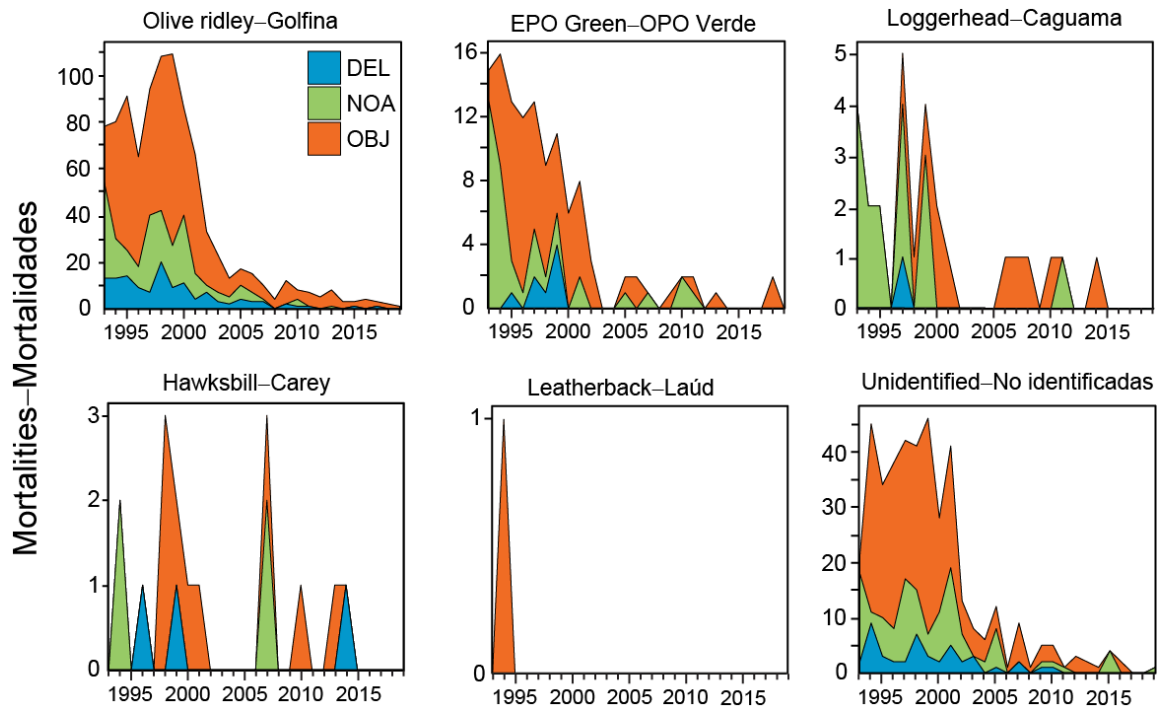 Mortalities–Mortalidades
Olive ridley–Golfina
100
80
60
40
20
0
1995 2000 2005 2010 2015
DEL
NOA
OBJ
EPO Green–OPO Verde
16
12
8
4
0
1995 2000 2005 2010 2015
Loggerhead–Caguama
5
4
3
2
1
0
1995 2000 2005 2010 2015
Hawksbill–Carey
3
2
1
0
1995 2000 2005 2010 2015
Leatherback–Laúd
1
0
1995 2000 2005 2010 2015
Unidentified–No identificadas
40
30
20
10
0
1995 2000 2005 2010 2015